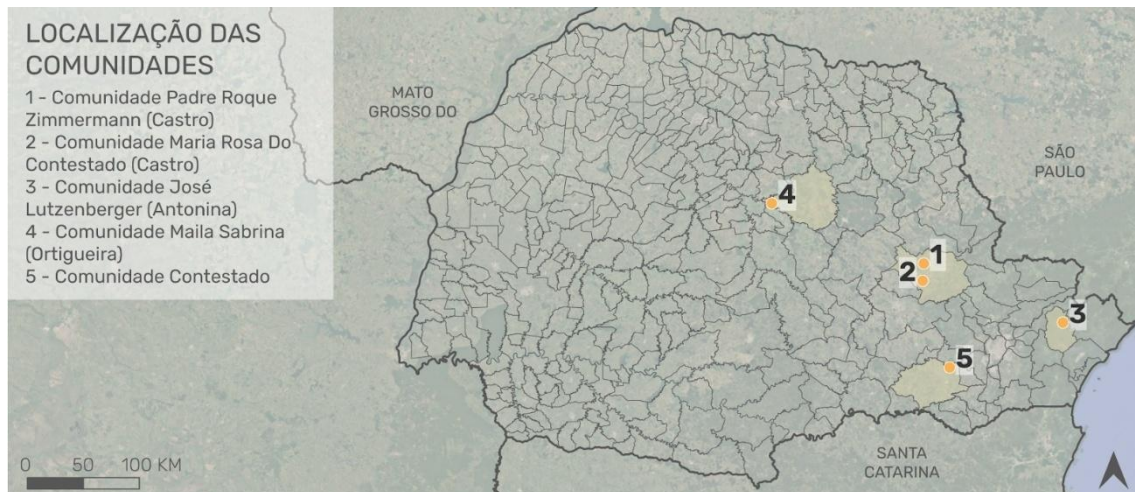 LOCALIZAÇÃO DAS
COMUNIDADES
1 - Comunidade Padre Roque
Zimmermann (Castro)
2 - Comunidade Maria Rosa Do
Contestado (Castro)
3 - Comunidade José
Lutzenberger (Antonina)
4 - Comunidade Maila Sabrina
(Ortigueira)
5 - Comunidade Contestado
MATO
GROSSO DO
SÃO
PAULO
4
1
2
3
5
SANTA
CATARINA
0 50 100 KM